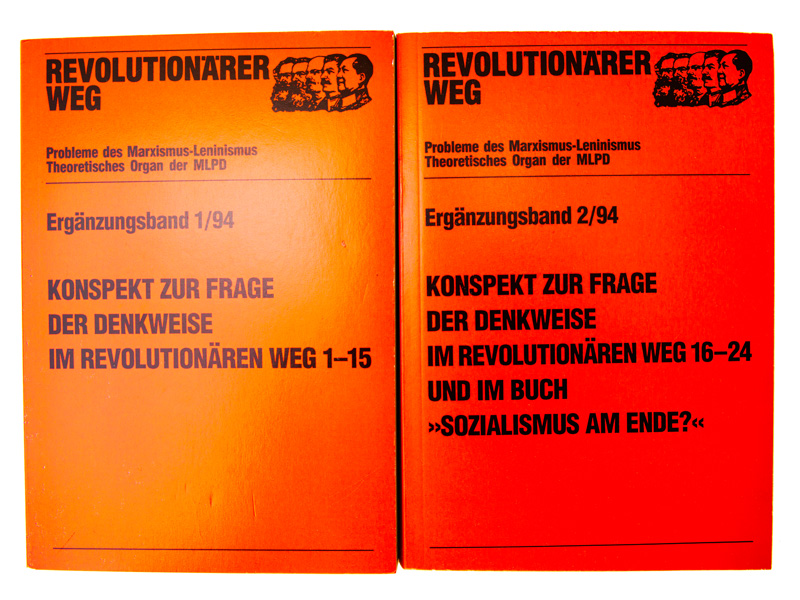 REVOLUTIONÄRER
WEG
Probleme des Marxismus-Leninismus
Theoretisches Organ der MLPD
Ergänzungsband 1/94
KONSPEKT ZUR FRAGE
DER DENKWEISE
IM REVOLUTIONÄREN WEG 1–15
REVOLUTIONÄRER
WEG
Probleme des Marxismus-Leninismus
Theoretisches Organ der MLPD
Ergänzungsband 2/94
KONSPEKT ZUR FRAGE
DER DENKWEISE
IM REVOLUTIONÄREN WEG 16–24
UND IM BUCH
»SOZIALISMUS AM ENDE?«